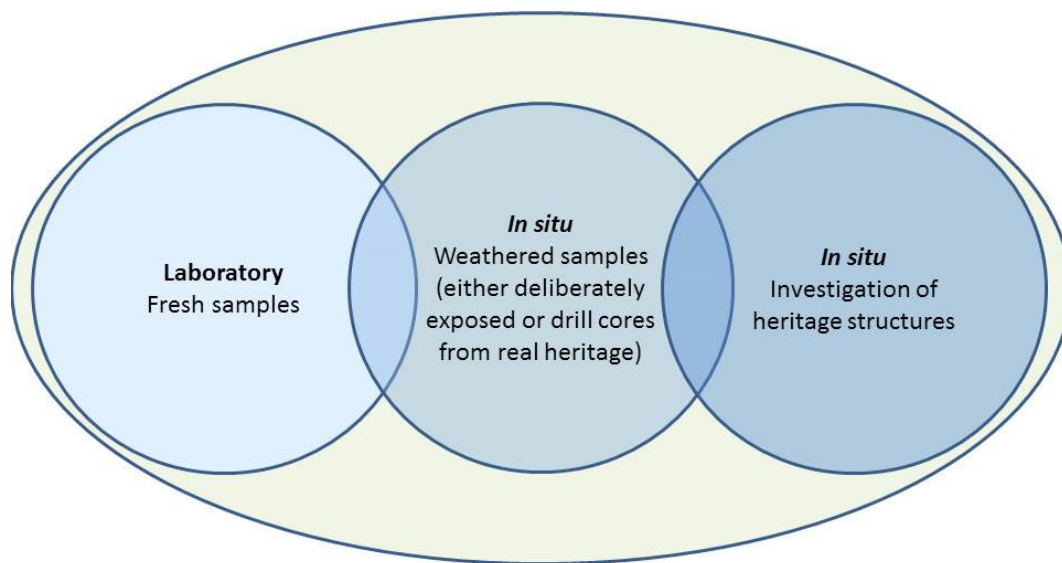 Laboratory
Fresh samples
In situ
Weathered samples
(either deliberately
exposed or drill cores
from real heritage)
In situ
Investigation of
heritage structures